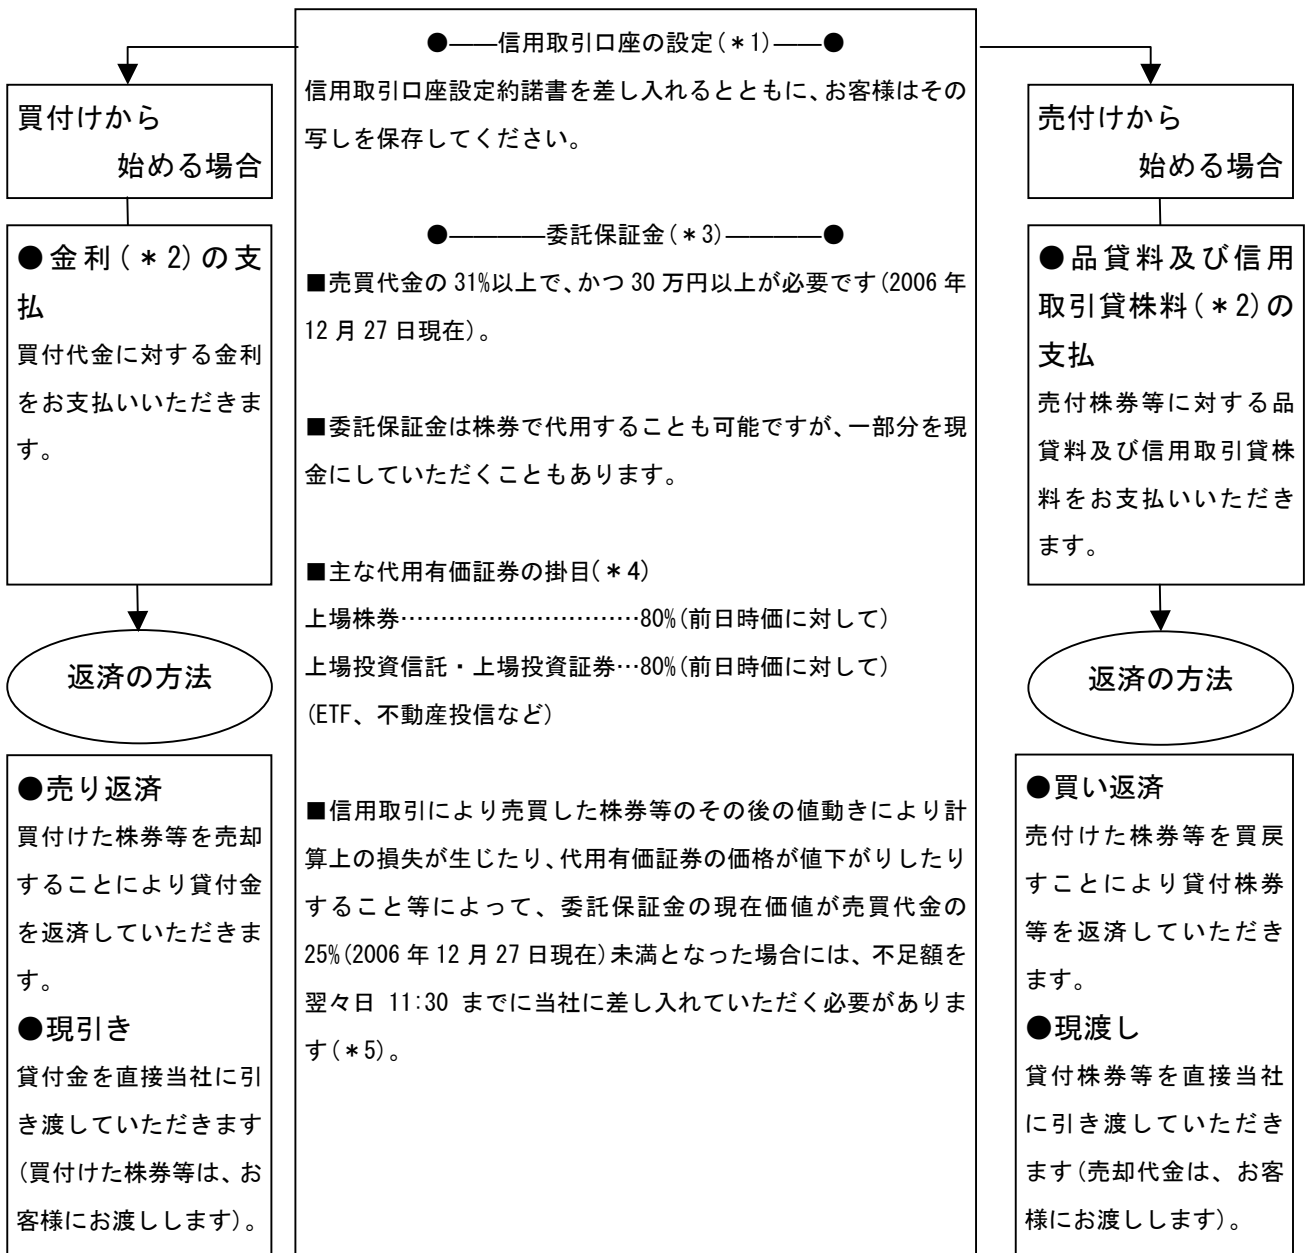 ●――信用取引口座の設定(＊1)――●
信用取引口座設定約諾書を差し入れるとともに、お客様はその
写しを保存してください。
●――――委託保証金(＊3)――――●
■売買代金の 31%以上で、かつ 30 万円以上が必要です(2006 年
12 月 27 日現在)。
■委託保証金は株券で代用することも可能ですが、一部分を現
金にしていただくこともあります。
■主な代用有価証券の掛目(＊4)
上場株券…………………………80%(前日時価に対して)
上場投資信託・上場投資証券…80%(前日時価に対して)
(ETF、不動産投信など)
■信用取引により売買した株券等のその後の値動きにより計
算上の損失が生じたり、代用有価証券の価格が値下がりしたり
すること等によって、委託保証金の現在価値が売買代金の
25%(2006 年 12 月 27 日現在)未満となった場合には、不足額を
翌々日 11:30 までに当社に差し入れていただく必要がありま
す(＊5)。
買付けから
始める場合
●金利(＊2)の支
払
買付代金に対する金利
をお支払いいただきま
す。
返済の方法
●売り返済
買付けた株券等を売却
することにより貸付金
を返済していただきま
す。
●現引き
貸付金を直接当社に引
き渡していただきます
(買付けた株券等は、お
客様にお渡しします)。
売付けから
始める場合
●品貸料及び信用
取引貸株料(＊2)の
支払
売付株券等に対する品
貸料及び信用取引貸株
料をお支払いいただき
ます。
返済の方法
●買い返済
売付けた株券等を買戻
すことにより貸付株券
等を返済していただき
ます。
●現渡し
貸付株券等を直接当社
に引き渡していただき
ます(売却代金は、お客
様にお渡しします)。